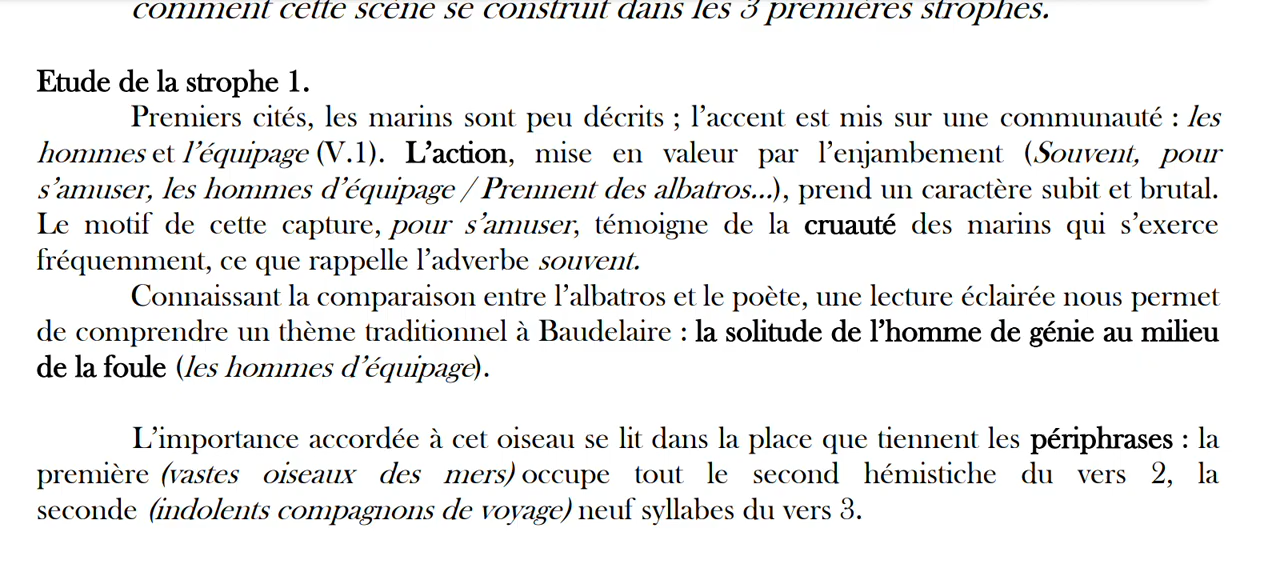 comment cette scène se construit dans les 3 premières strophes.
Etude de la strophe 1.
Premiers cités, les marins sont peu décrits ; l’accent est mis sur une communauté : les
hommes et l’équipage (V.1). L’action, mise en valeur par l’enjambement (Souvent, pour
s’amuser, les hommes d’équipage / Prennent des albatros...), prend un caractère subit et brutal.
Le motif de cette capture, pour s’amuser, témoigne de la cruauté des marins qui s’exerce
fréquemment, ce que rappelle l’adverbe souvent.
Connaissant la comparaison entre l’albatros et le poète, une lecture éclairée nous permet
de comprendre un thème traditionnel à Baudelaire : la solitude de l’homme de génie au milieu
de la foule (les hommes d’équipage).
L’importance accordée à cet oiseau se lit dans la place que tiennent les périphrases : la
première (vastes oiseaux des mers) occupe tout le second hémistiche du vers 2, la
seconde (indolents compagnons de voyage) neuf syllabes du vers 3.